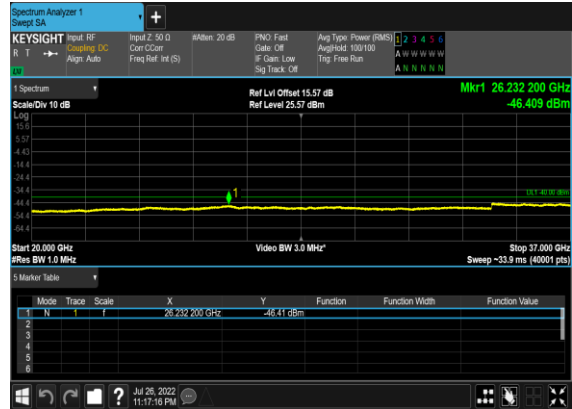 Spectrum Analyzer 1
Swept SA
+
KEYSIGHT Input: RF Input Z: 50 Ω #Atten: 20 dB PNO: Fast Avg Type: Power (RMS) 1 2 3 4 5 6
R T Coupling: DC Corr CCorr Gate: Off Avg|Hold: 100/100 A W W W W W
Align: Auto Freq Ref: Int (S) IF Gain: Low Trig: Free Run
Sig Track: Off A N N N N N
1 Spectrum Ref Lvl Offset 15.57 dB Mkr1 26.232 200 GHz
Scale/Div 10 dB Ref Level 25.57 dBm -46.409 dBm
Log
15.6
5.57
-4.43
-14.4
-24.4
-34.4 1 DL1 -40.00 dBm
-44.4
-54.4
-64.4
Start 20.000 GHz Video BW 3.0 MHz* Stop 37.000 GHz
#Res BW 1.0 MHz Sweep ~33.9 ms (40001 pts)
5 Marker Table
Mode Trace Scale X Y Function Function Width Function Value
1 N 1 f 26.232 200 GHz -46.41 dBm
2
3
4
5
6
? Jul 26, 2022
11:17:16 PM